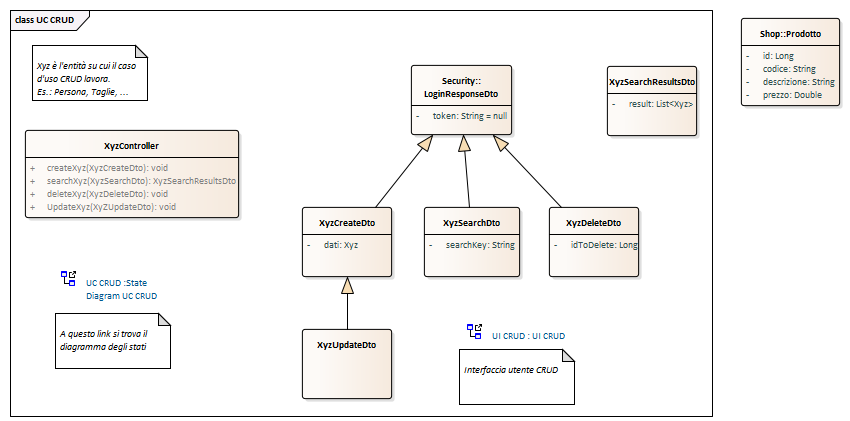 class UC CRUD
Xyz è l'entità su cui il caso
d'uso CRUD lavora.
Es.: Persona, Taglie, ...
XyzController
+ createXyz(XyzCreateDto): void
+ searchXyz(XyzSearchDto): XyzSearchResultsDto
+ deleteXyz(XyzDeleteDto): void
+ UpdateXyz(XyZUpdateDto): void
Security::
LoginResponseDto
- token: String = null
XyzSearchResultsDto
- result: List<Xyz>
Shop::Prodotto
- id: Long
- codice: String
- descrizione: String
- prezzo: Double
XyzCreateDto
- dati: Xyz
XyzSearchDto
- searchKey: String
XyzDeleteDto
- idToDelete: Long
UC CRUD :State
Diagram UC CRUD
A questo link si trova il
diagramma degli stati
XyzUpdateDto
UI CRUD : UI CRUD
Interfaccia utente CRUD